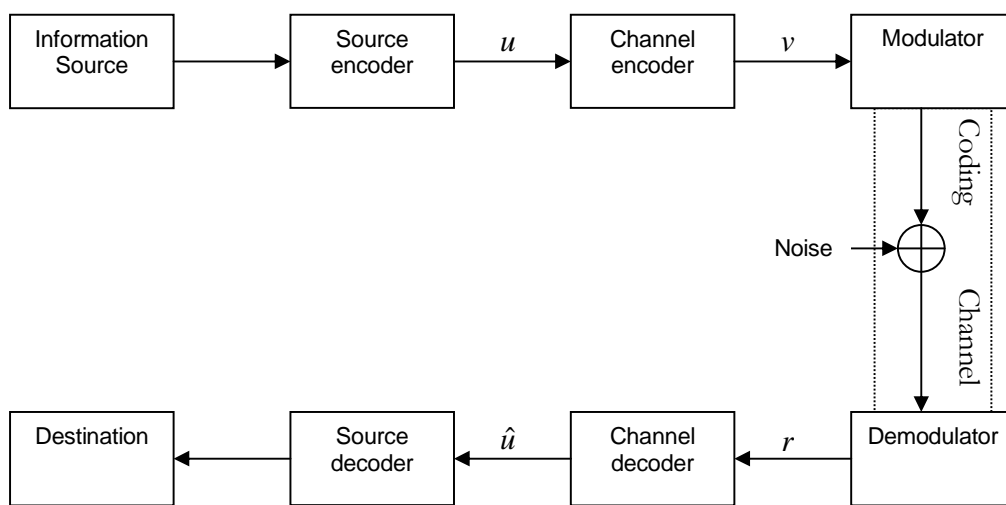 Information
Source
Source
encoder
u
Channel
encoder
v
Modulator
Coding
Noise
Channel
Destination
Source
decoder
û
Channel
decoder
r
Demodulator